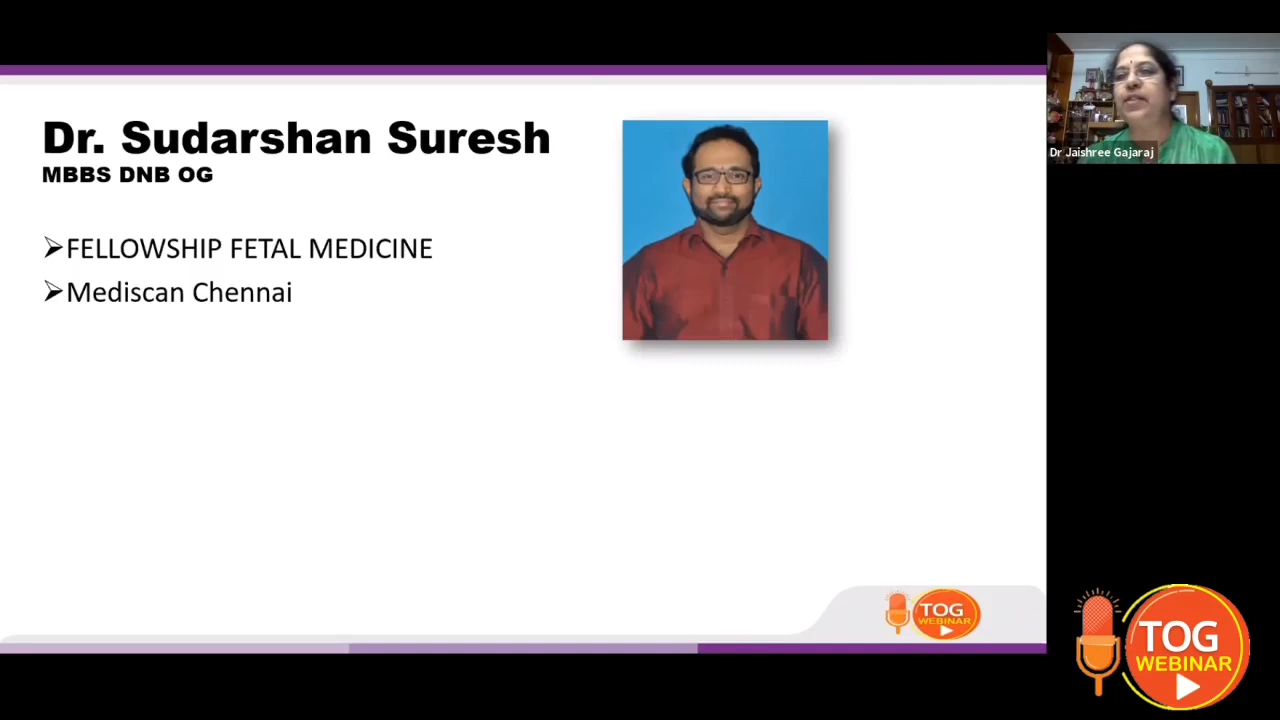 Dr. Sudarshan Suresh
MBBS DNB OG
➢FELLOWSHIP FETAL MEDICINE
➢Mediscan Chennai
Dr Jaishree Gajaraj
TOG
WEBINAR
TOG
WEBINAR